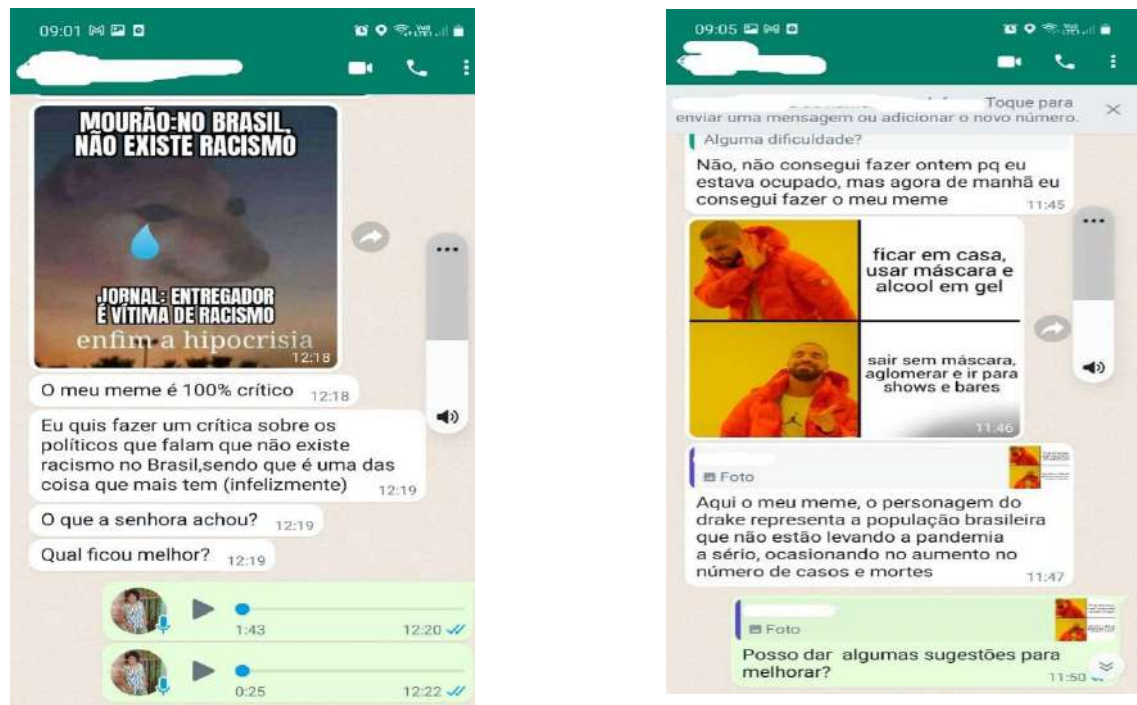 09:01
MOURÃO:NO BRASIL,
NÃO EXISTE RACISMO
JORNAL: ENTREGADOR
É VÍTIMA DE RACISMO
enfim a hipocrisia
12:18
O meu meme é 100% crítico 12:18
Eu quis fazer um crítica sobre os
políticos que falam que não existe
racismo no Brasil,sendo que é uma das
coisa que mais tem (infelizmente) 12:19
O que a senhora achou? 12:19
Qual ficou melhor? 12:19
1:43 12:20
0:25 12:22
09:05
Toque para
enviar uma mensagem ou adicionar o novo número.
Alguma dificuldade?
Não, não consegui fazer ontem pq eu
estava ocupado, mas agora de manhã eu
consegui fazer o meu meme 11:45
ficar em casa,
usar máscara e
alcool em gel
sair sem máscara,
aglomerar e ir para
shows e bares
11:46
Foto
Aqui o meu meme, o personagem do
drake representa a população brasileira
que não estão levando a pandemia
a sério, ocasionando no aumento no
número de casos e mortes 11:47
Foto
Posso dar algumas sugestões para
melhorar? 11:50